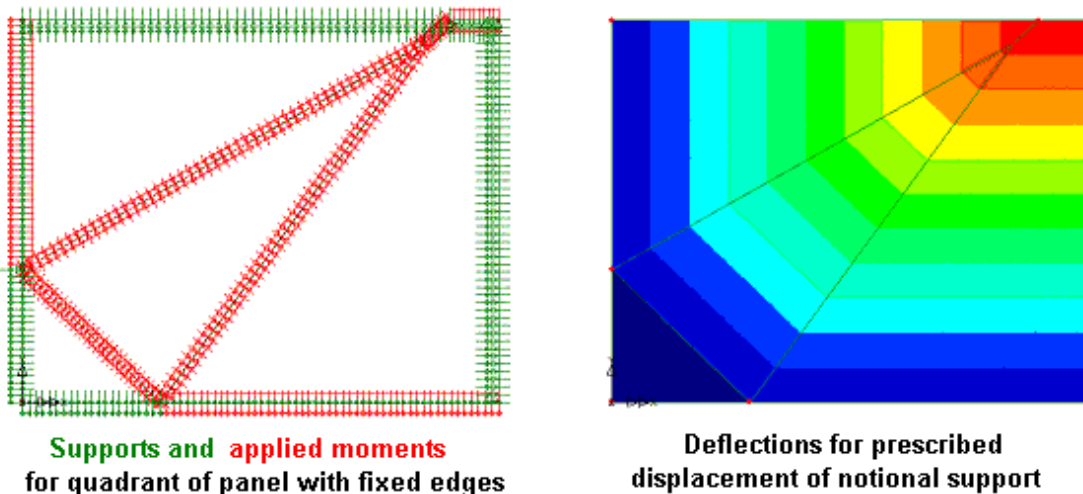 Supports and applied moments
for quadrant of panel with fixed edges
Deflections for prescribed
displacement of notional support